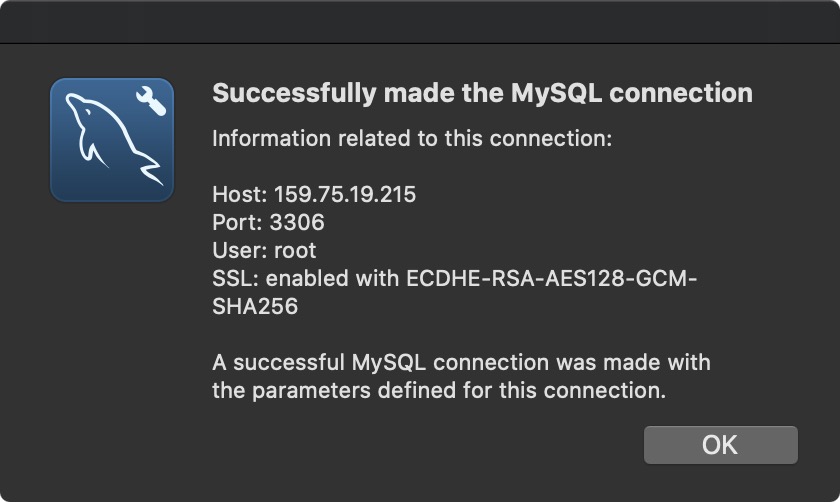 Successfully made the MySQL connection
Information related to this connection:
Host: 159.75.19.215
Port: 3306
User: root
SSL: enabled with ECDHE-RSA-AES128-GCM-
SHA256
A successful MySQL connection was made with
the parameters defined for this connection.
OK